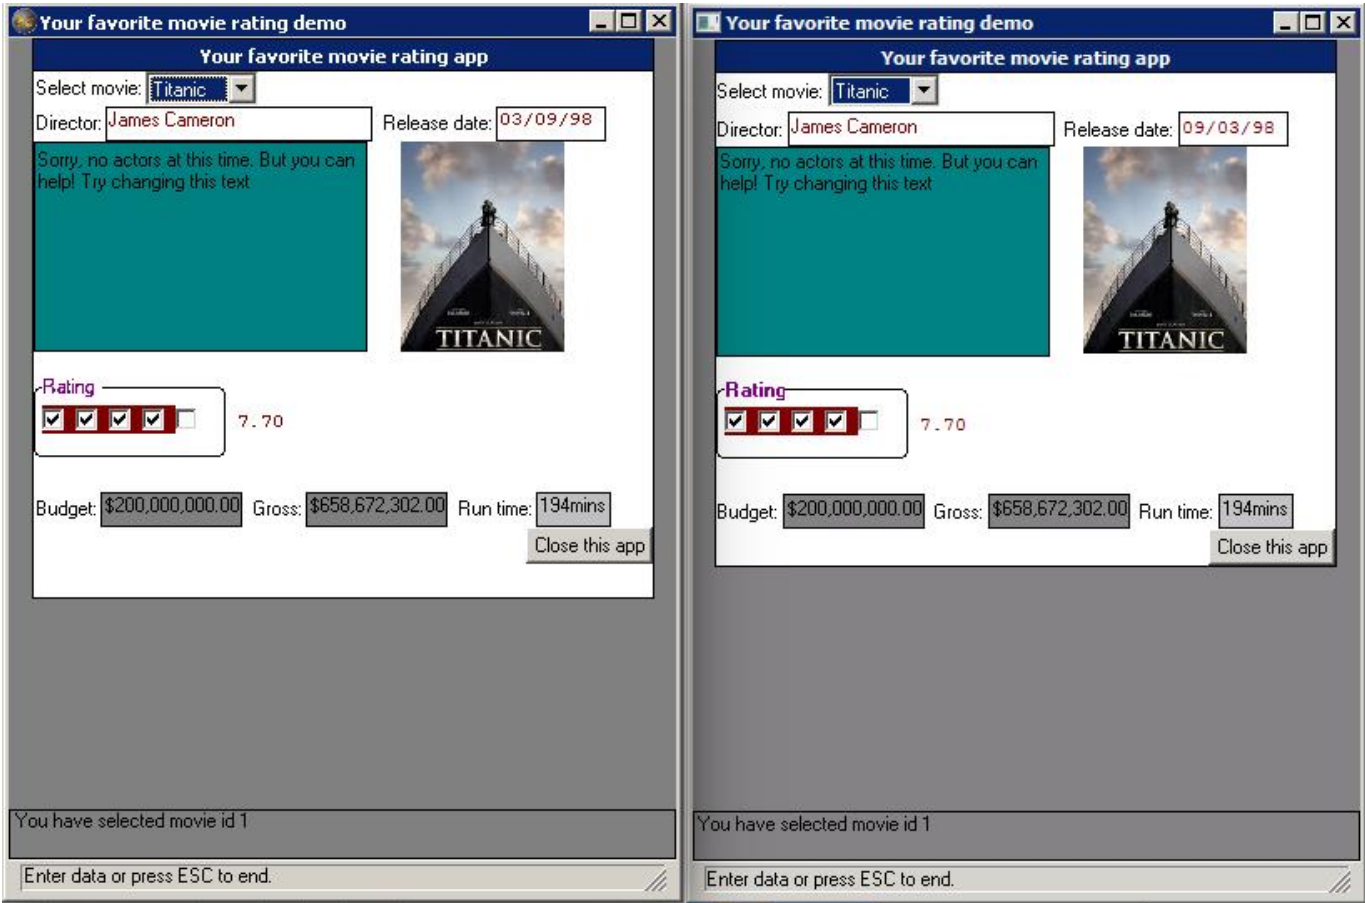 Your favorite movie rating demo
Your favorite movie rating app
Select movie: Titanic
Director: James Cameron Release date: 03/09/98
Sorry, no actors at this time. But you can
help! Try changing this text
TITANIC
Rating
7.70
Budget: $200,000,000.00 Gross: $658,672,302.00 Run time: 194mins
Close this app
You have selected movie id 1
Enter data or press ESC to end.
Your favorite movie rating demo
Your favorite movie rating app
Select movie: Titanic
Director: James Cameron Release date: 09/03/98
Sorry, no actors at this time. But you can
help! Try changing this text
TITANIC
Rating
7.70
Budget: $200,000,000.00 Gross: $658,672,302.00 Run time: 194mins
Close this app
You have selected movie id 1
Enter data or press ESC to end.